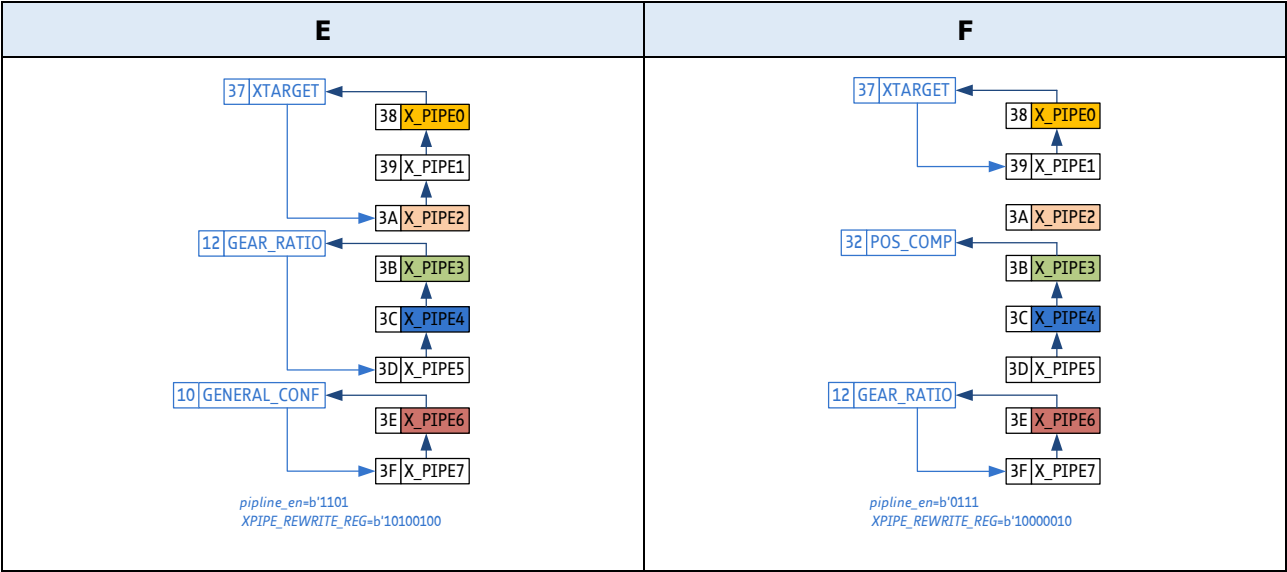 E
37 XTARGET
38 X_PIPE0
39 X_PIPE1
3A X_PIPE2
12 GEAR_RATIO
3B X_PIPE3
3C X_PIPE4
3D X_PIPE5
10 GENERAL_CONF
3E X_PIPE6
3F X_PIPE7
pipline_en=b'1101
XPIPE_REWRITE_REG=b'10100100
F
37 XTARGET
38 X_PIPE0
39 X_PIPE1
3A X_PIPE2
32 POS_COMP
3B X_PIPE3
3C X_PIPE4
3D X_PIPE5
12 GEAR_RATIO
3E X_PIPE6
3F X_PIPE7
pipline_en=b'0111
XPIPE_REWRITE_REG=b'10000010